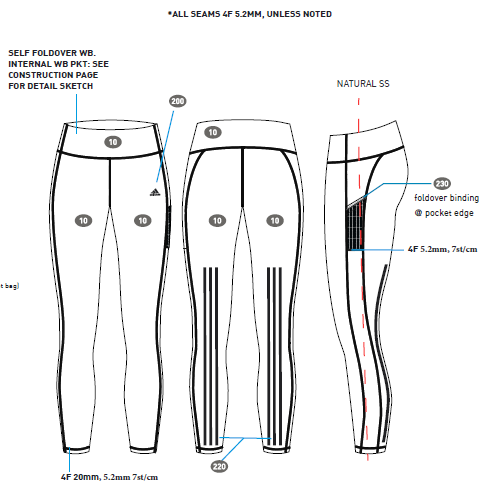 *ALL SEAMS 4F 5.2MM, UNLESS NOTED
SELF FOLDOVER WB.
INTERNAL WB PKT: SEE
CONSTRUCTION PAGE
FOR DETAIL SKETCH
NATURAL SS
200
10
10
230
foldover binding
@ pocket edge
10
10
10
10
4F 5.2mm, 7st/cm
t bag)
220
4F 20mm, 5.2mm 7st/cm